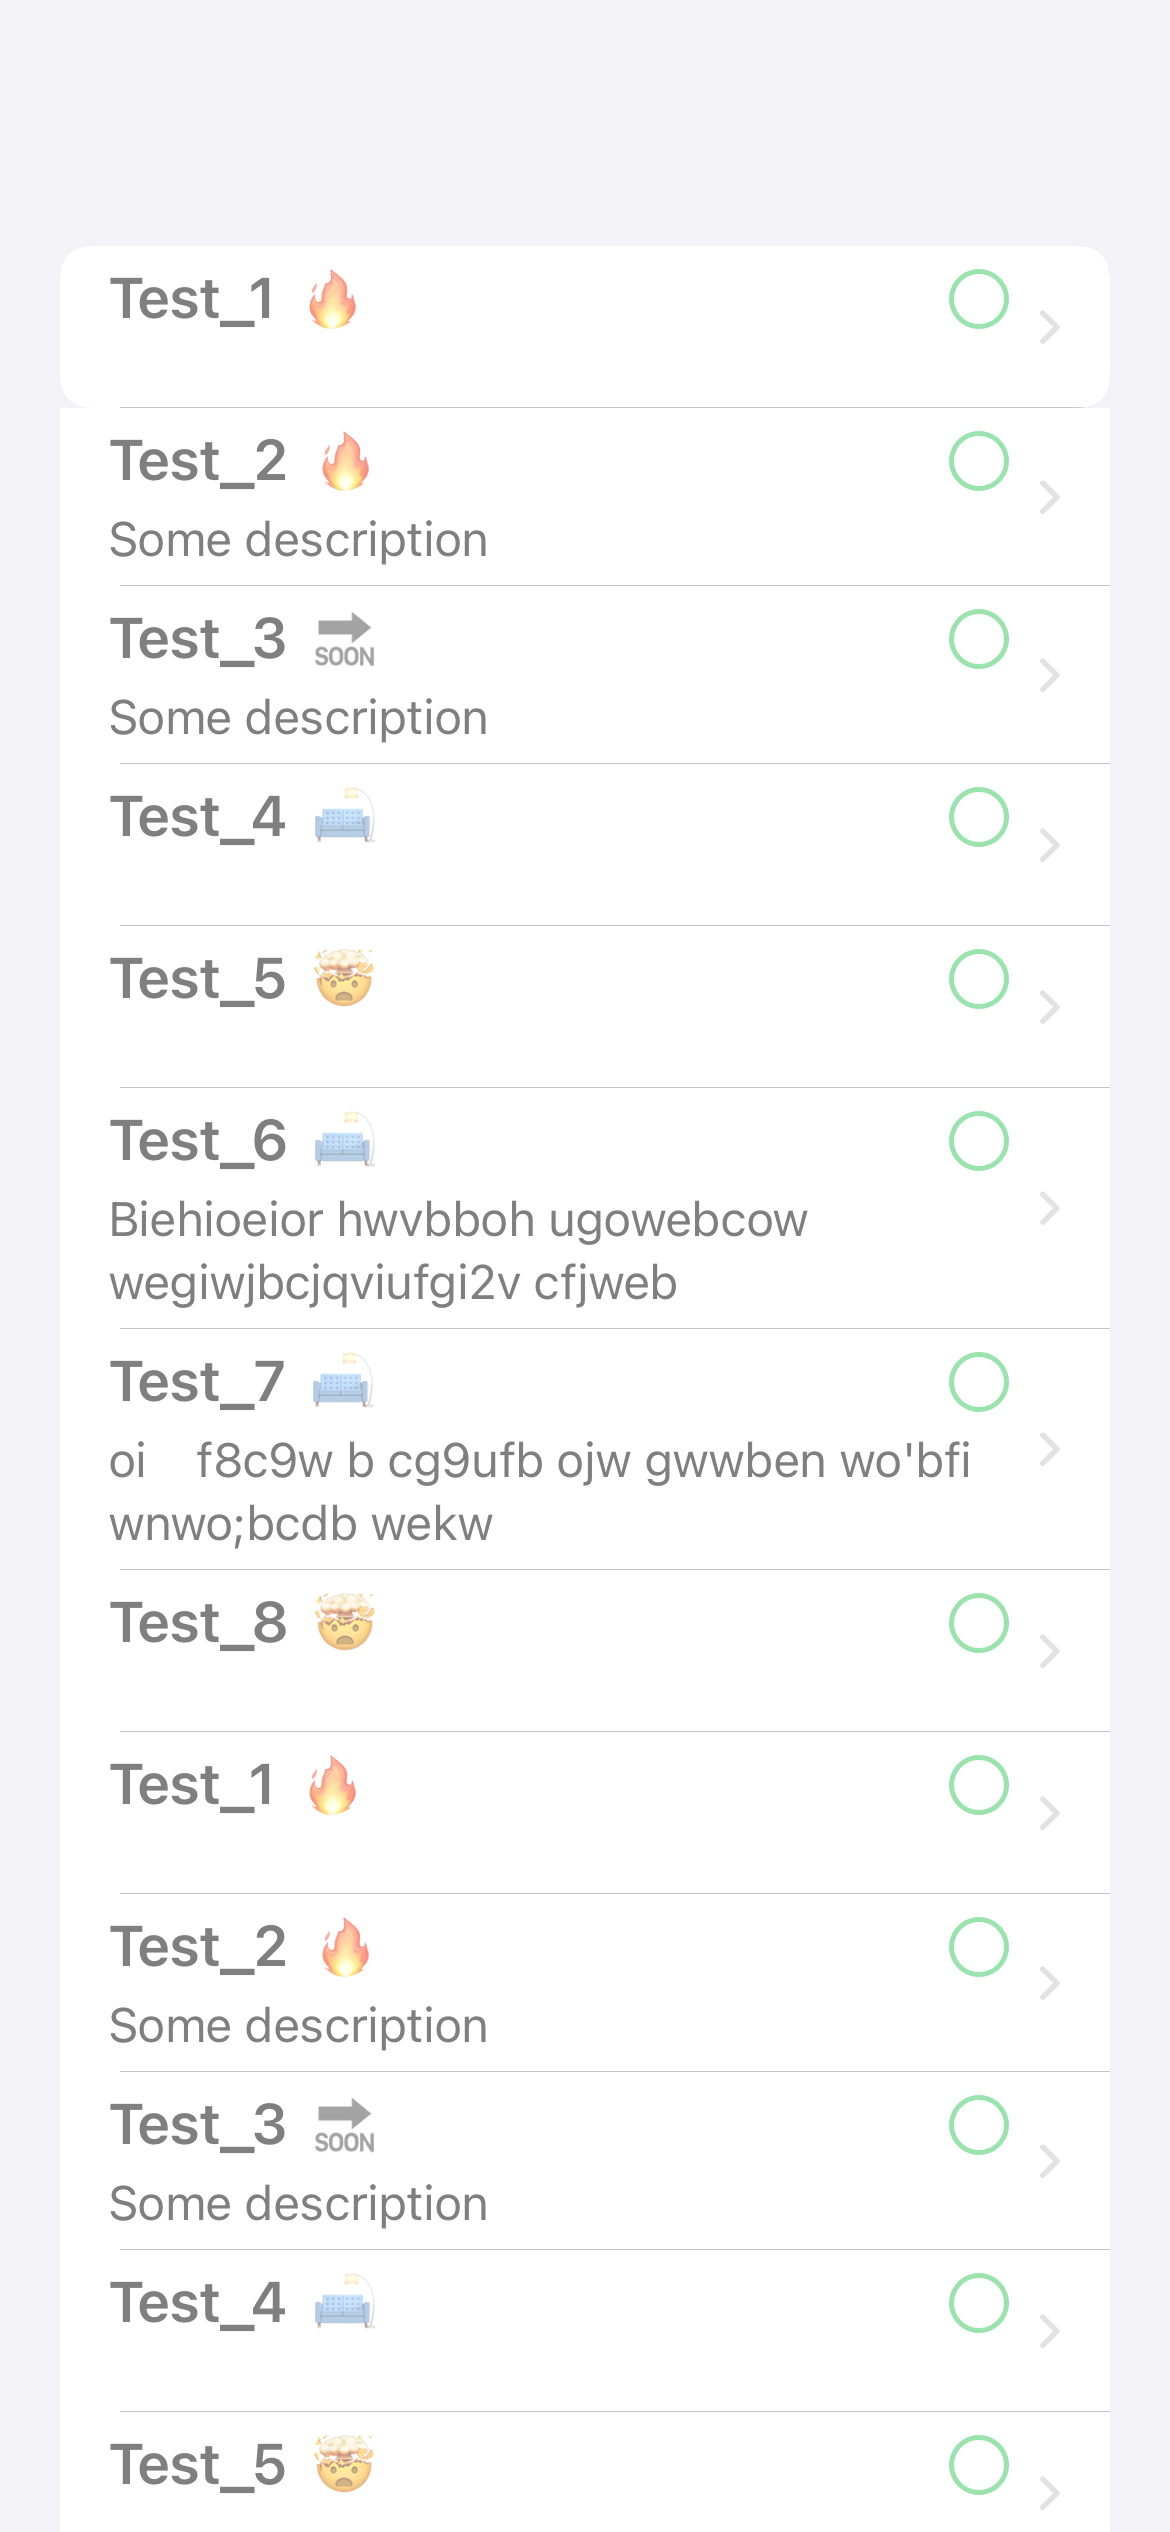 Test_1 🔥
Test_2 🔥
Some description
Test_3 🔜
Some description
Test_4 🛋️
Test_5 🤯
Test_6 🛋️
Biehioeior hwvbboh ugowebcow
wegiwjbcjqviufgi2v cfjweb
Test_7 🛋️
oi    f8c9w b cg9ufb ojw gwwben wo'bfi
wnwo;bcdb wekw
Test_8 🤯
Test_1 🔥
Test_2 🔥
Some description
Test_3 🔜
Some description
Test_4 🛋️
Test_5 🤯